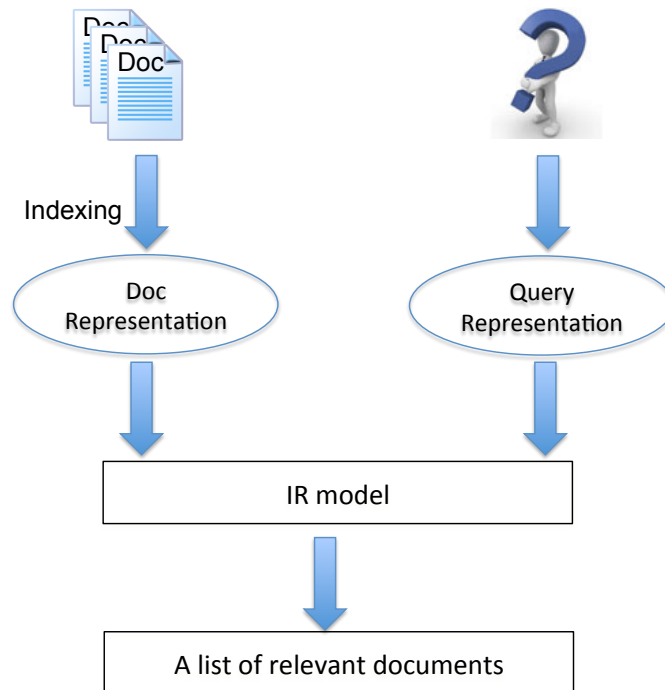 Doc
Doc
Doc
Indexing
Doc
Representation
Query
Representation
IR model
A list of relevant documents